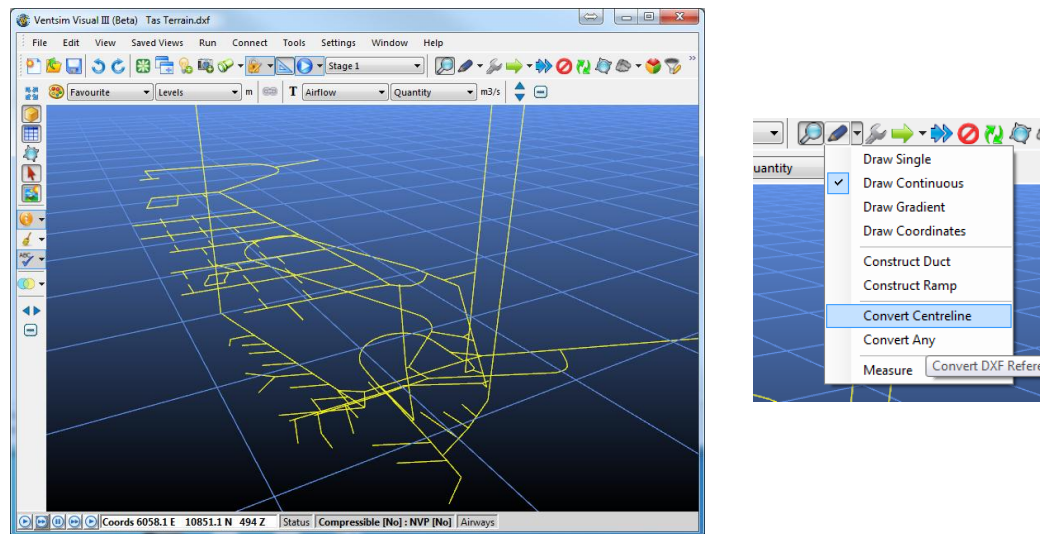 Ventsim Visual III (Beta) Tas Terrain.dxf
File Edit View Saved Views Run Connect Tools Settings Window Help
Stage 1
Favourite Levels m T Airflow Quantity m3/s
ABC
Coords 6058.1 E 10851.1 N 494 Z Status Compressible [No] : NVP [No] Airways
uantity
Draw Single
Draw Continuous
Draw Gradient
Draw Coordinates
Construct Duct
Construct Ramp
Convert Centreline
Convert Any
Measure
Convert DXF Refere